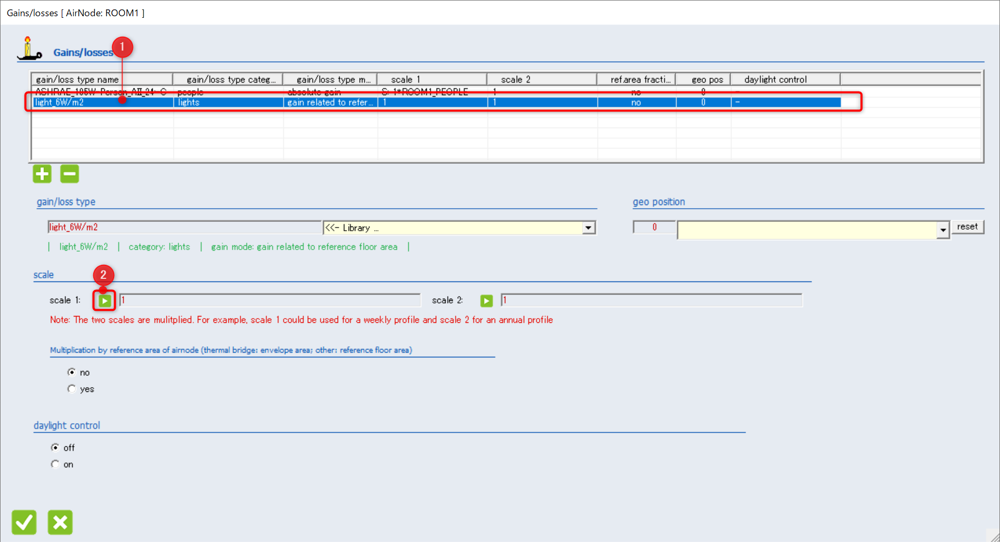 Gains/losses [ AirNode: ROOM1 ]
Gains/losses
1
gain/loss type name gain/loss type categ... gain/loss type m... scale 1 scale 2 ref.area fracti... geo pos daylight control
people absolute gain S: 1*ROOM1_PEOPLE 1 no 0 -
light_6W/m2 lights gain related to refer... 1 1 no 0 -
gain/loss type geo position
light_6W/m2 <<- Library ... 0 reset
| light_6W/m2 | category: lights | gain mode: gain related to reference floor area |
scale
2
scale 1: 1 scale 2: 1
Note: The two scales are mulitplied. For example, scale 1 could be used for a weekly profile and scale 2 for an annual profile
Multiplication by reference area of airnode (thermal bridge: envelope area; other: reference floor area)
no
yes
daylight control
off
on